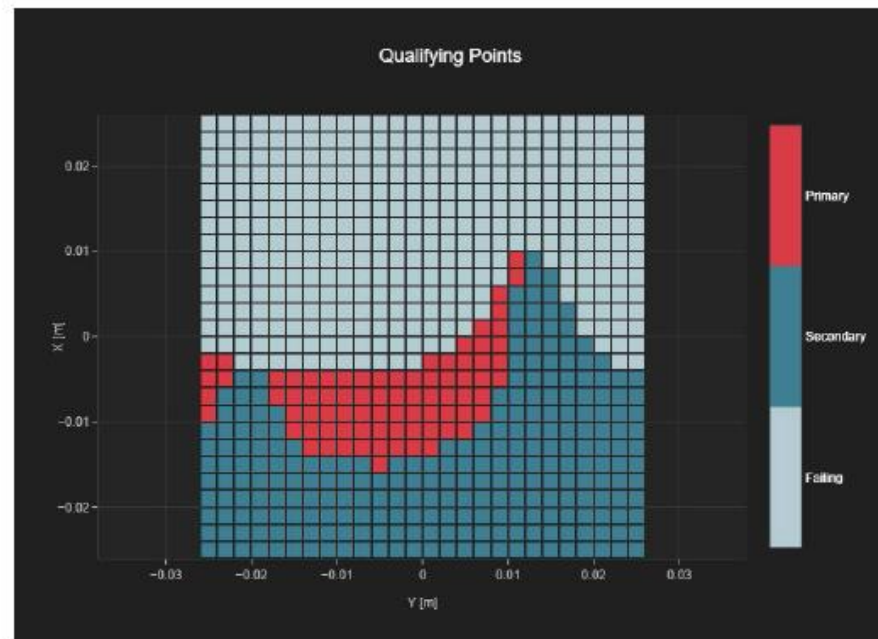 Qualifying Points
Primary
Secondary
Failing
X [m]
0.02
0.01
0
−0.01
−0.02
−0.03
−0.02
−0.01
0
0.01
0.02
0.03
Y [m]